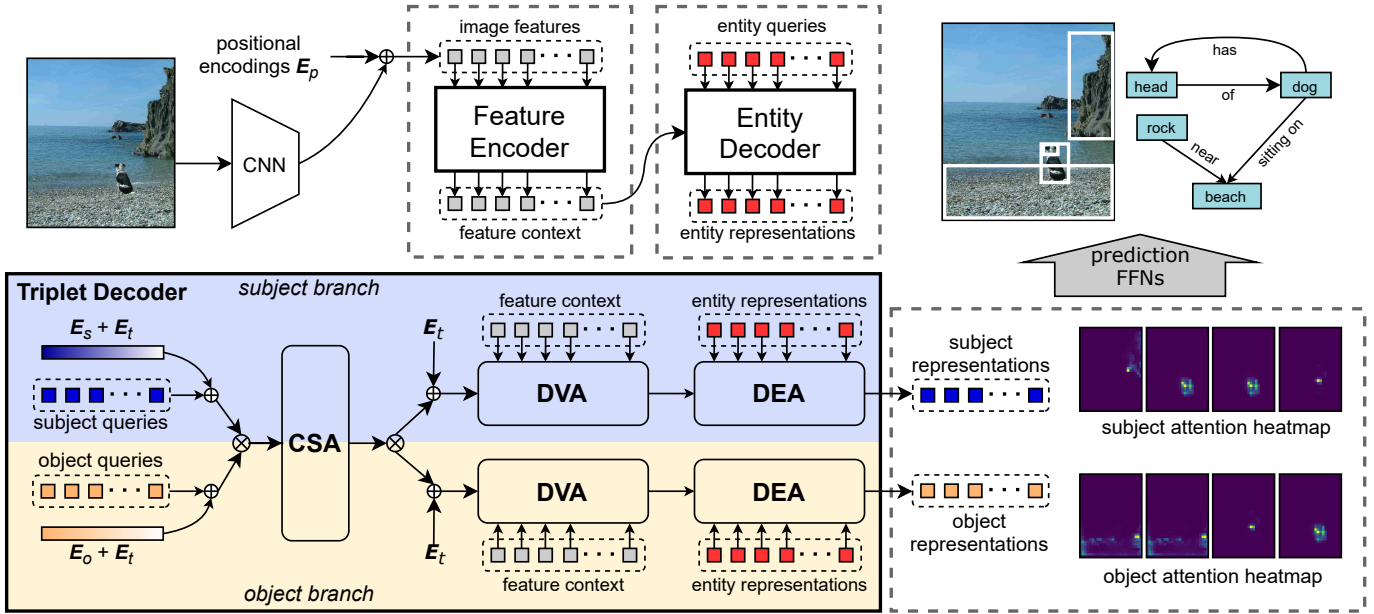 positional
encodings E_p
CNN
image features
Feature
Encoder
feature context
entity queries
Entity
Decoder
entity representations
has
head
of
dog
rock
near
sitting on
beach
prediction
FFNs
Triplet Decoder
subject branch
E_s + E_t
subject queries
object queries
E_o + E_t
object branch
CSA
E_t
feature context
entity representations
DVA
DEA
DVA
DEA
E_t
feature context
entity representations
subject
representations
subject attention heatmap
object
representations
object attention heatmap